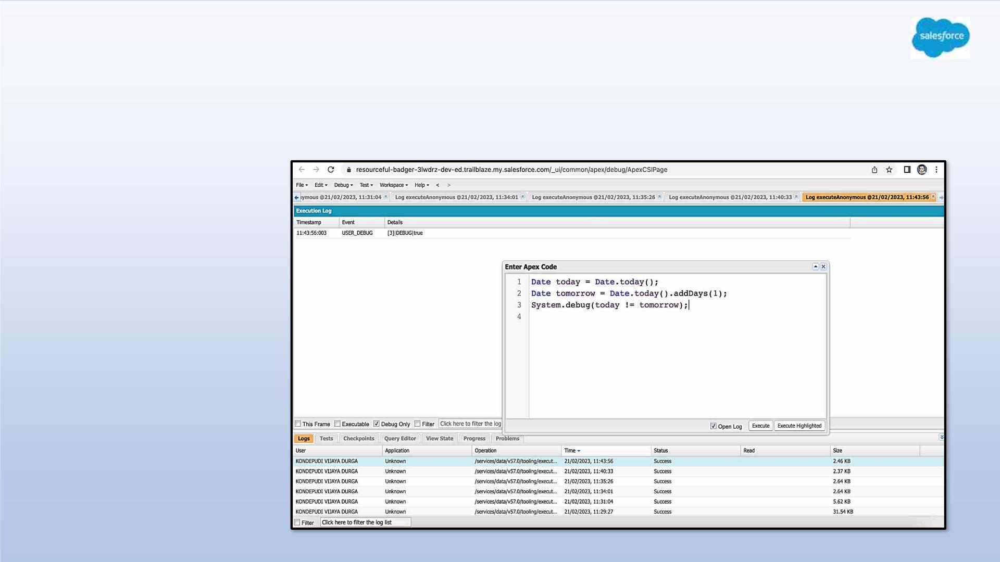 salesforce
resourceful-badger-3lwdrz-dev-ed.trailblaze.my.salesforce.com/_ui/common/apex/debug/ApexCSIPage
File Edit Debug Test Workspace Help < >
ymous @21/02/2023, 11:31:04 Log executeAnonymous @21/02/2023, 11:34:01 Log executeAnonymous @21/02/2023, 11:35:26 Log executeAnonymous @21/02/2023, 11:40:33 Log executeAnonymous @21/02/2023, 11:43:56
Execution Log
Timestamp Event Details
11:43:56:003 USER_DEBUG [3]|DEBUG|true
Enter Apex Code
1 Date today = Date.today();
2 Date tomorrow = Date.today().addDays(1);
3 System.debug(today != tomorrow);
4
This Frame Executable Debug Only Filter Click here to filter the log
Open Log Execute Execute Highlighted
Logs Tests Checkpoints Query Editor View State Progress Problems
User Application Operation Time Status Read Size
KONDEPUDI VIJAYA DURGA Unknown /services/data/v57.0/tooling/execut... 21/02/2023, 11:43:56 Success 2.46 KB
KONDEPUDI VIJAYA DURGA Unknown /services/data/v57.0/tooling/execut... 21/02/2023, 11:40:33 Success 2.37 KB
KONDEPUDI VIJAYA DURGA Unknown /services/data/v57.0/tooling/execut... 21/02/2023, 11:35:26 Success 2.64 KB
KONDEPUDI VIJAYA DURGA Unknown /services/data/v57.0/tooling/execut... 21/02/2023, 11:34:01 Success 2.64 KB
KONDEPUDI VIJAYA DURGA Unknown /services/data/v57.0/tooling/execut... 21/02/2023, 11:31:04 Success 5.62 KB
KONDEPUDI VIJAYA DURGA Unknown /services/data/v57.0/tooling/execut... 21/02/2023, 11:29:27 Success 31.54 KB
Filter Click here to filter the log list